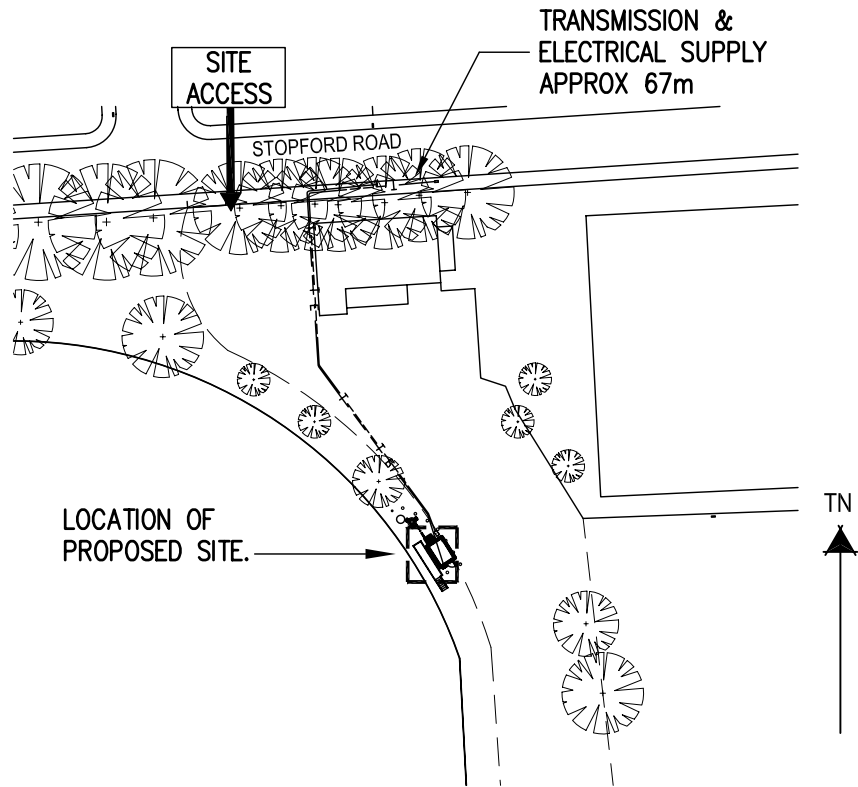 TRANSMISSION &
ELECTRICAL SUPPLY
APPROX 67m
SITE
ACCESS
STOPFORD ROAD
LOCATION OF
PROPOSED SITE.
TN